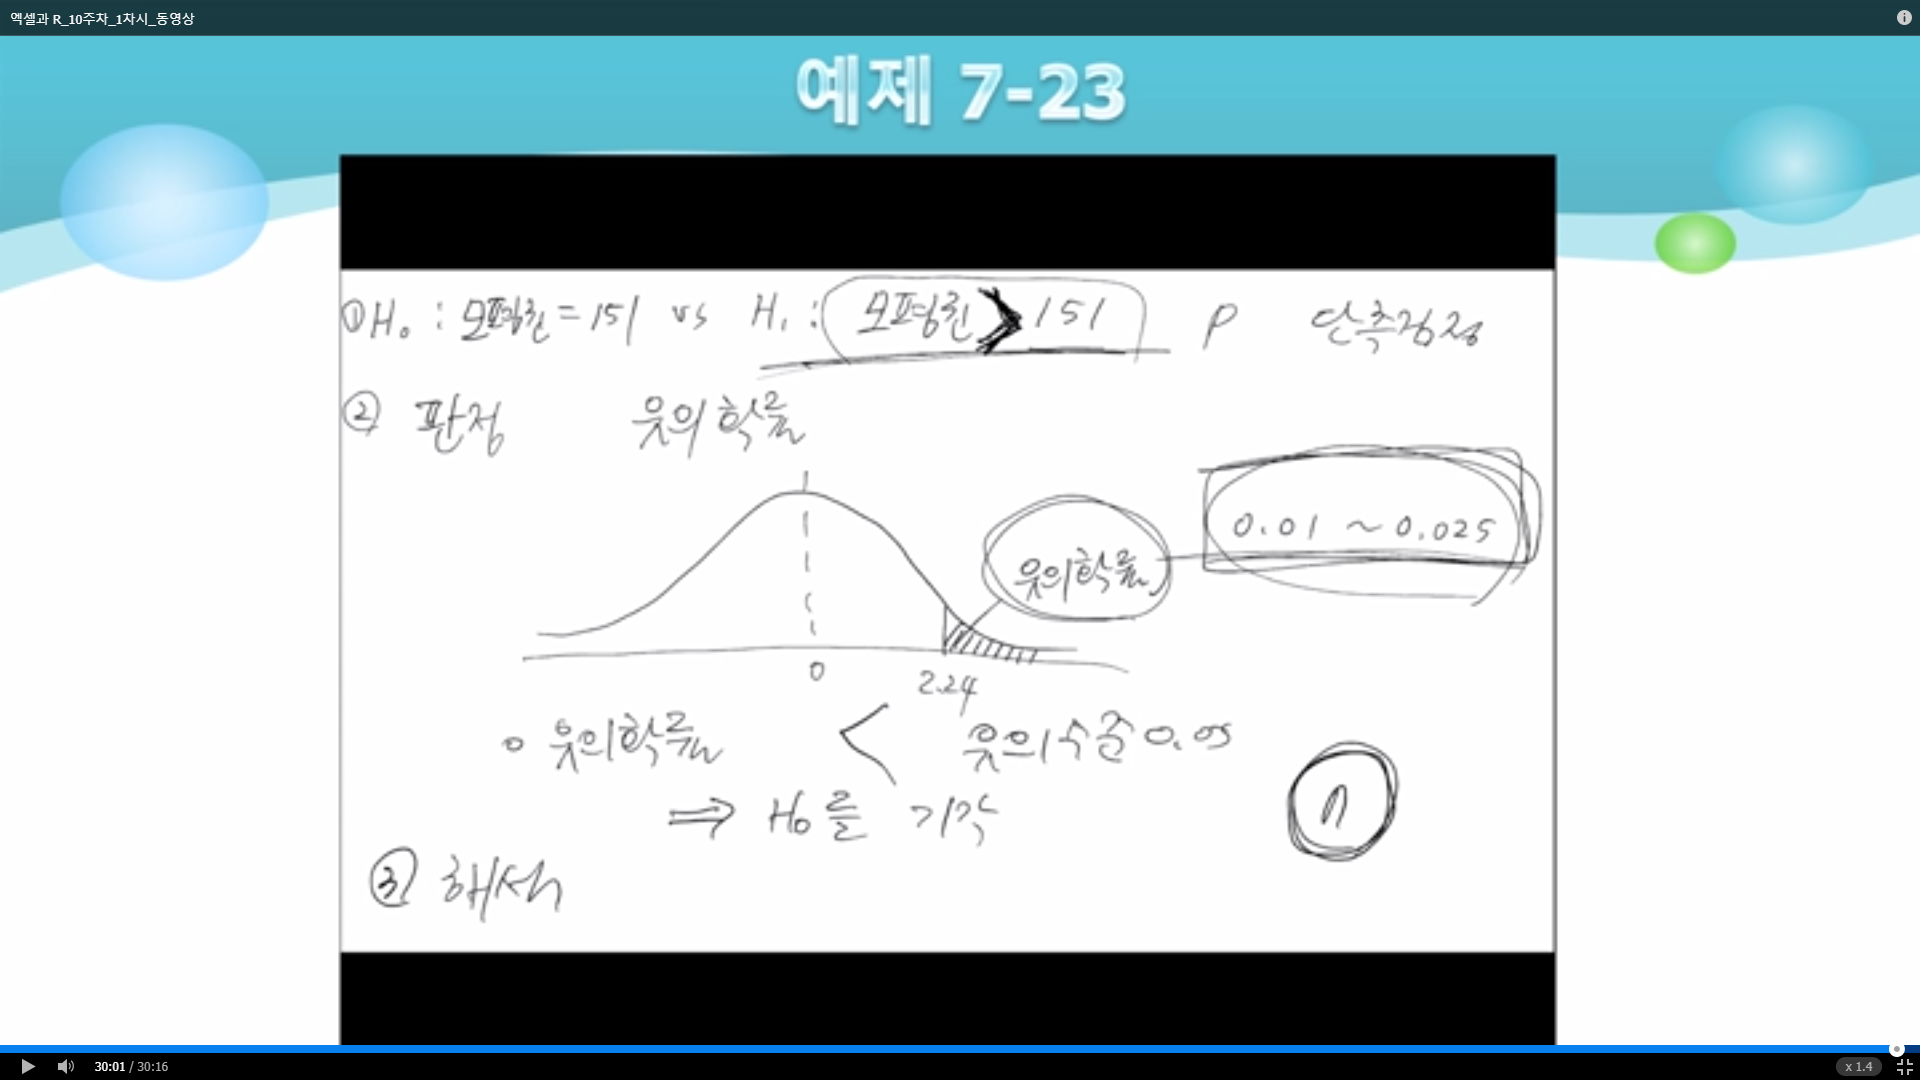 엑셀과 R_10주차_1차시_동영상
예제 7-23
① H₀ : 모평균 = 151 vs H₁ : 모평균 > 151 P 단측검정
② 판정 유의확률
유의확률 0.01 ~ 0.025
0 2.24
○ 유의확률 < 유의수준 0.05
⇒ H₀를 기각
n
③ 해석
30:01 / 30:16
x 1.4